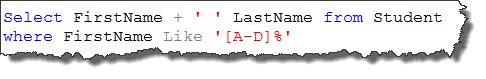 Select FirstName + ' ' LastName from Student
where FirstName Like '[A-D]%'